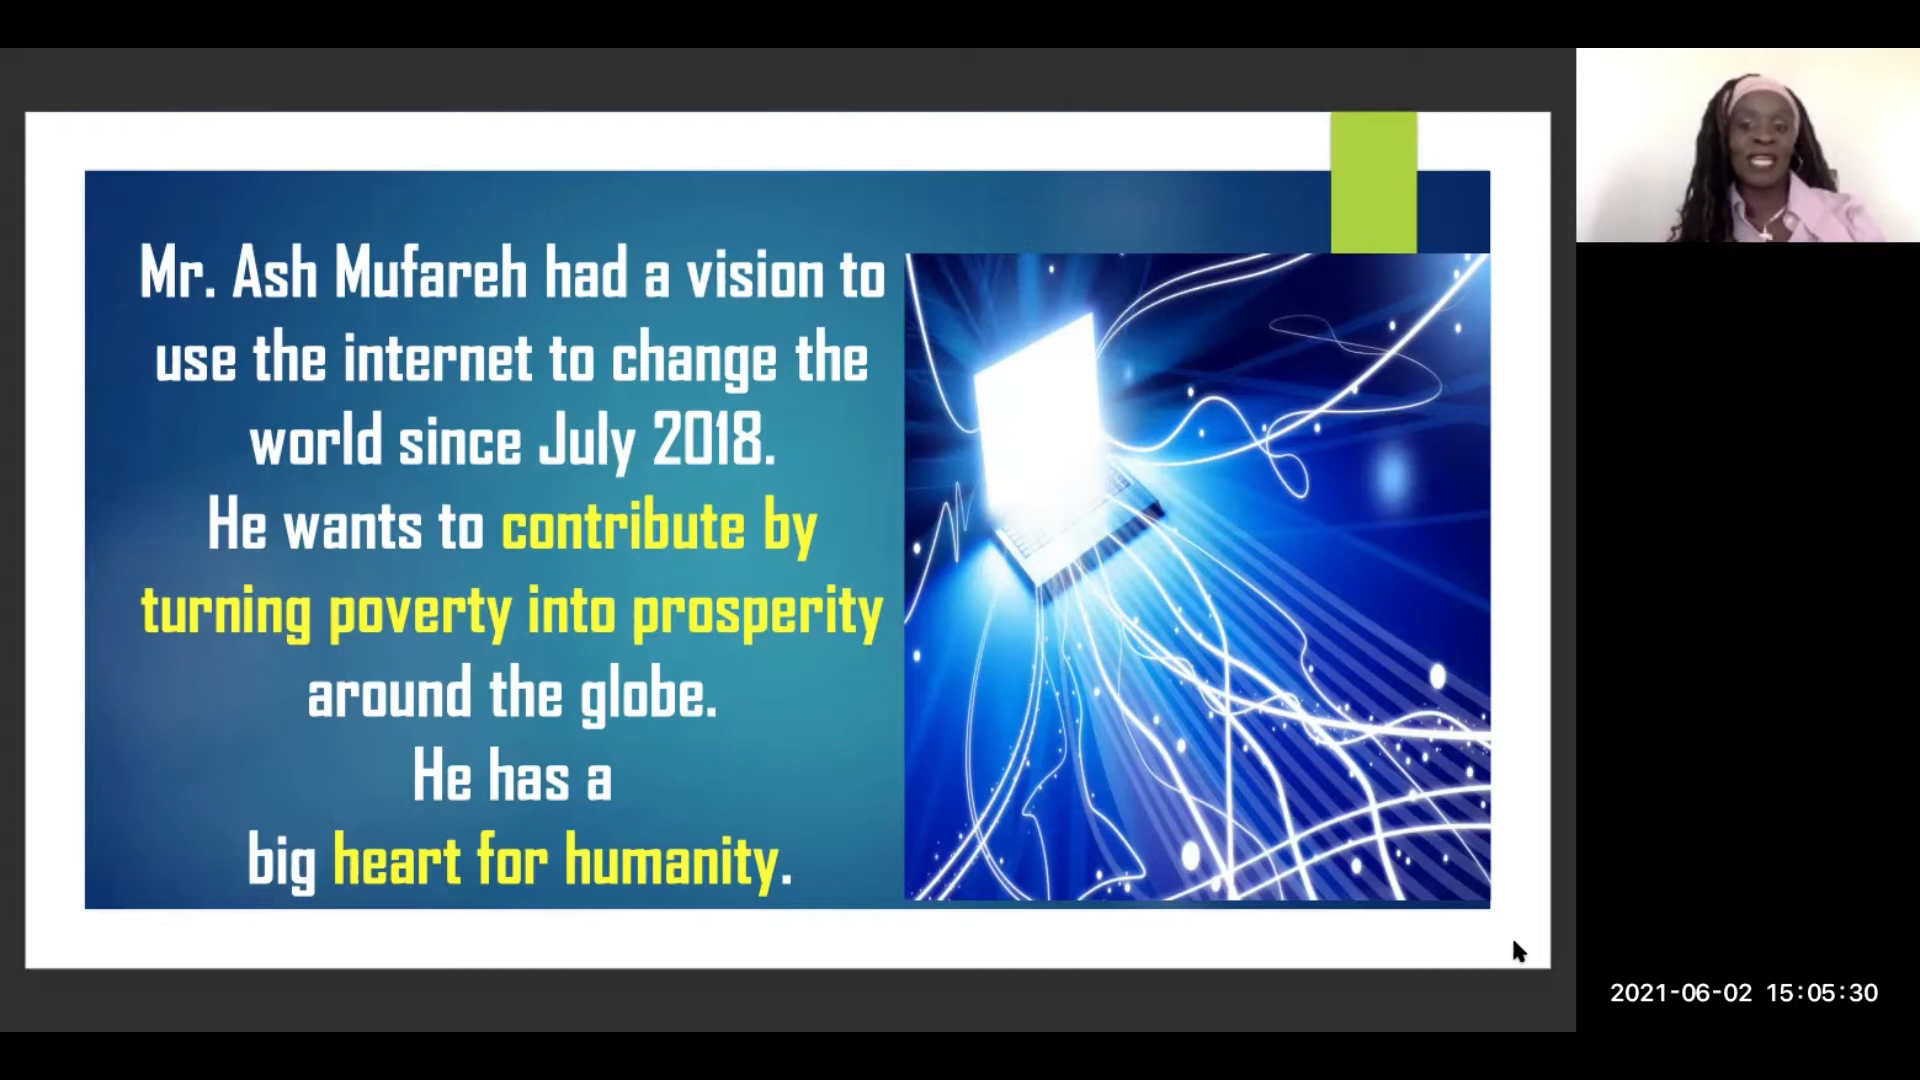 Mr. Ash Mufareh had a vision to
use the internet to change the
world since July 2018.
He wants to contribute by
turning poverty into prosperity
around the globe.
He has a
big heart for humanity.
2021-06-02 15:05:30